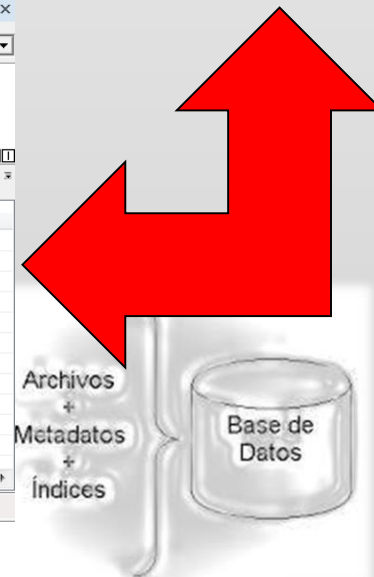 Archivos
+
Metadatos
+
Índices
Base de
Datos